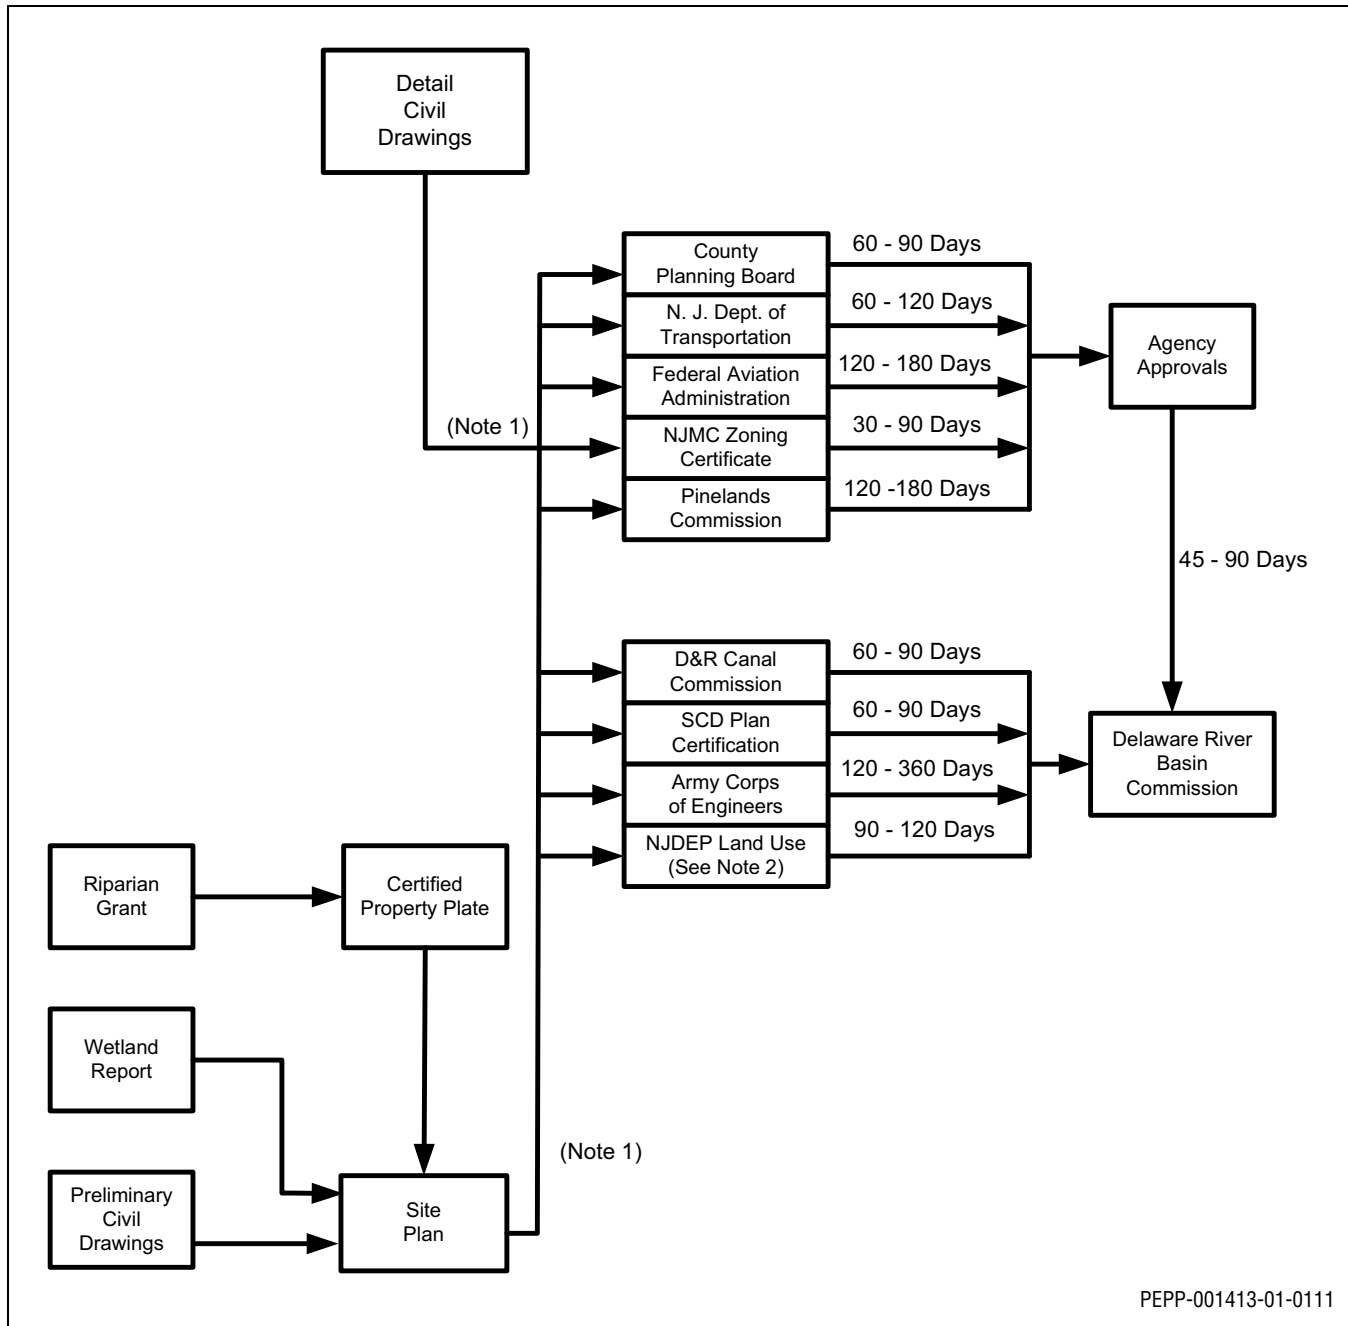 Detail
Civil
Drawings
County
Planning Board
60 - 90 Days
N. J. Dept. of
Transportation
60 - 120 Days
Federal Aviation
Administration
120 - 180 Days
(Note 1)
NJMC Zoning
Certificate
30 - 90 Days
Pinelands
Commission
120 -180 Days
Agency
Approvals
45 - 90 Days
D&R Canal
Commission
60 - 90 Days
SCD Plan
Certification
60 - 90 Days
Army Corps
of Engineers
120 - 360 Days
NJDEP Land Use
(See Note 2)
90 - 120 Days
Delaware River
Basin
Commission
Riparian
Grant
Certified
Property Plate
Wetland
Report
Preliminary
Civil
Drawings
Site
Plan
(Note 1)
PEPP-001413-01-0111